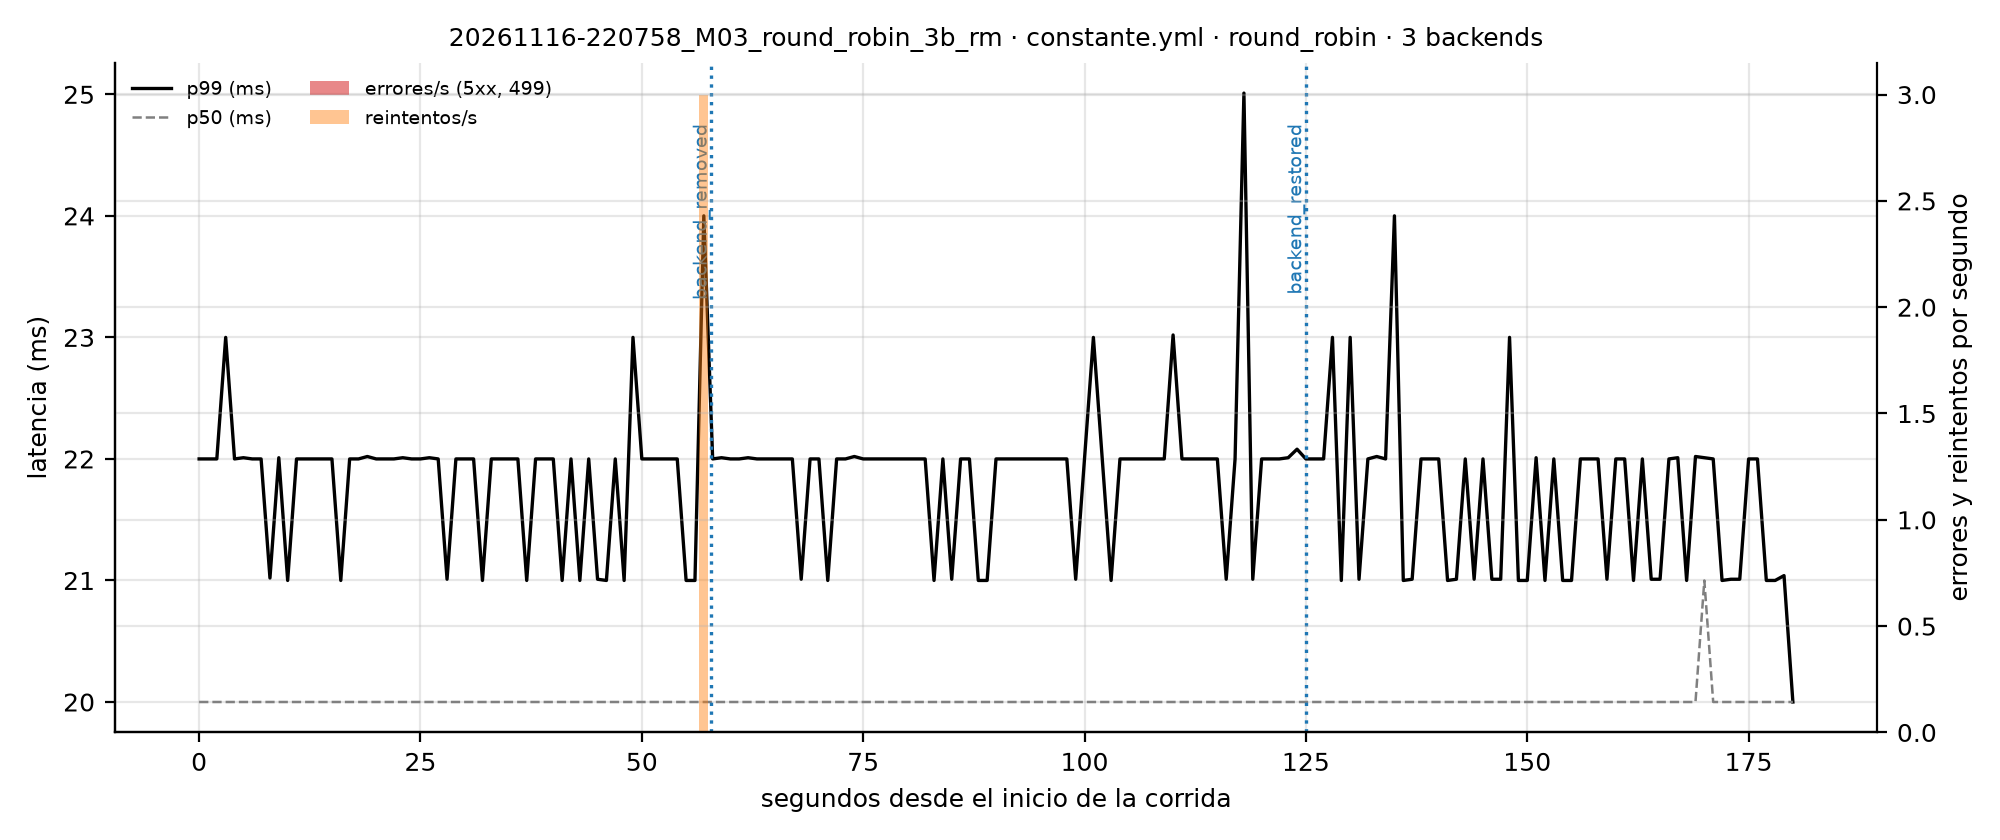 20261116-220758_M03_round_robin_3b_rm · constante.yml · round_robin · 3 backends
p99 (ms)
p50 (ms)
errores/s (5xx, 499)
reintentos/s
backend_removed
backend_restored
latencia (ms)
25
24
23
22
21
20
errores y reintentos por segundo
3.0
2.5
2.0
1.5
1.0
0.5
0.0
0 25 50 75 100 125 150 175
segundos desde el inicio de la corrida